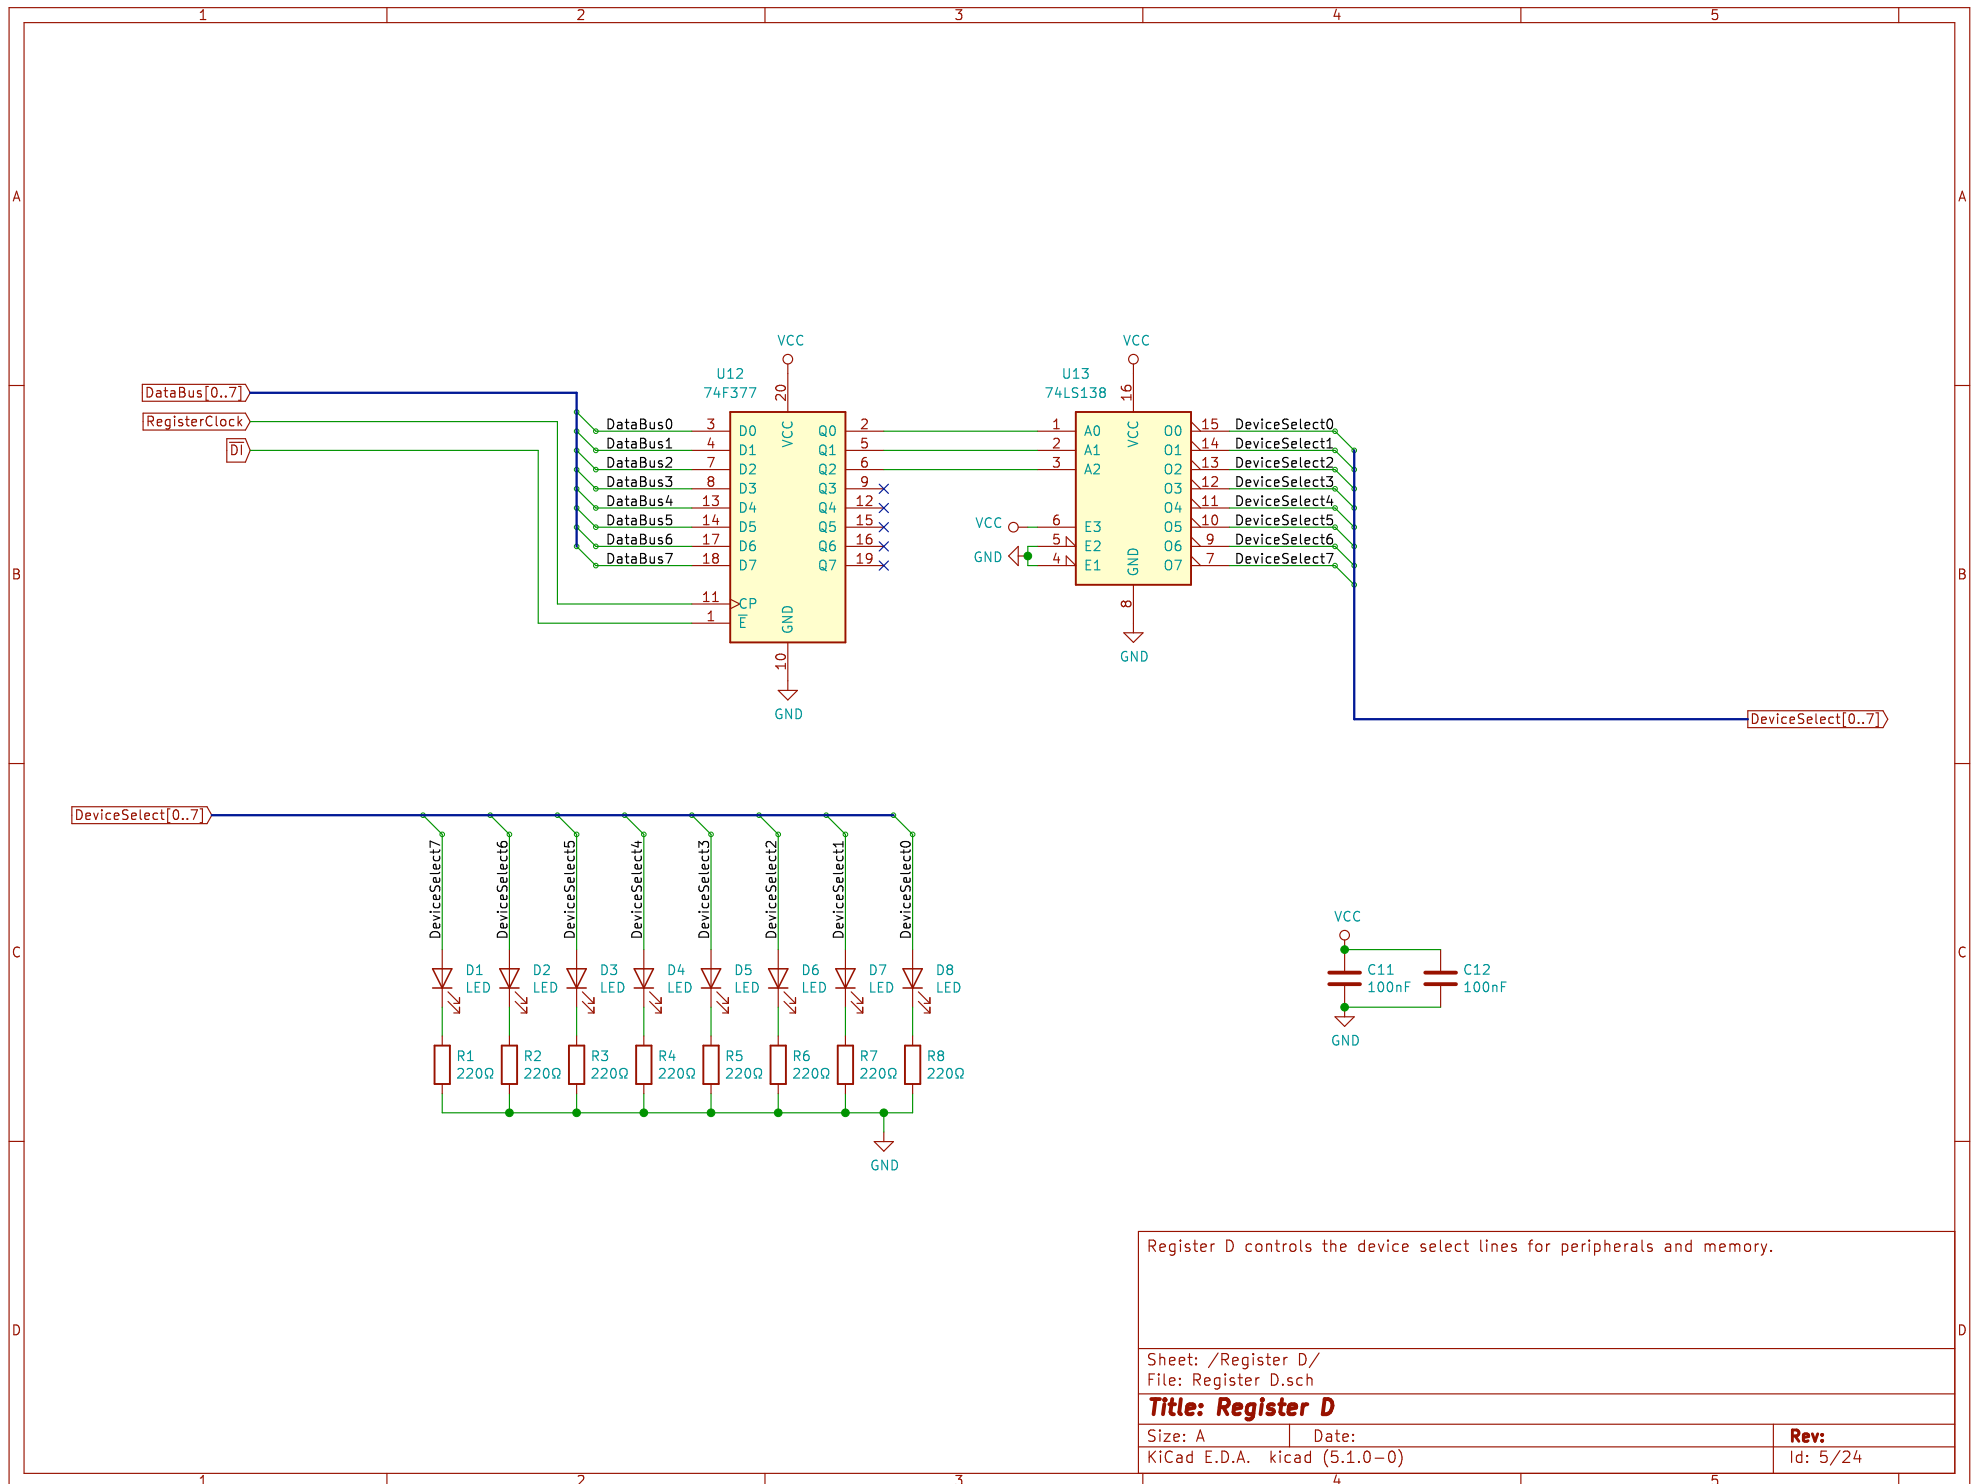 1 2 3 4 5
A A
VCC VCC
U12 U13
74F377 74LS138
20 16
DataBus[0..7]
RegisterClock
D̅I̅
DataBus0 3 D0 VCC Q0 2 1 A0 VCC O0 15 DeviceSelect0
DataBus1 4 D1 Q1 5 2 A1 O1 14 DeviceSelect1
DataBus2 7 D2 Q2 6 3 A2 O2 13 DeviceSelect2
DataBus3 8 D3 Q3 9 O3 12 DeviceSelect3
DataBus4 13 D4 Q4 12 O4 11 DeviceSelect4
DataBus5 14 D5 Q5 15 VCC 6 E3 O5 10 DeviceSelect5
DataBus6 17 D6 Q6 16 5 E2 O6 9 DeviceSelect6
DataBus7 18 D7 Q7 19 GND 4 E1 GND O7 7 DeviceSelect7
B B
11 CP GND 8
1 E̅
10 GND
GND
DeviceSelect[0..7]
DeviceSelect[0..7]
DeviceSelect7 DeviceSelect6 DeviceSelect5 DeviceSelect4 DeviceSelect3 DeviceSelect2 DeviceSelect1 DeviceSelect0
VCC
C C
D1 D2 D3 D4 D5 D6 D7 D8 C11 C12
LED LED LED LED LED LED LED LED 100nF 100nF
GND
R1 R2 R3 R4 R5 R6 R7 R8
220Ω 220Ω 220Ω 220Ω 220Ω 220Ω 220Ω 220Ω
GND
Register D controls the device select lines for peripherals and memory.
D D
Sheet: /Register D/
File: Register D.sch
Title: Register D
Size: A Date: Rev:
KiCad E.D.A. kicad (5.1.0-0) Id: 5/24
1 2 3 4 5